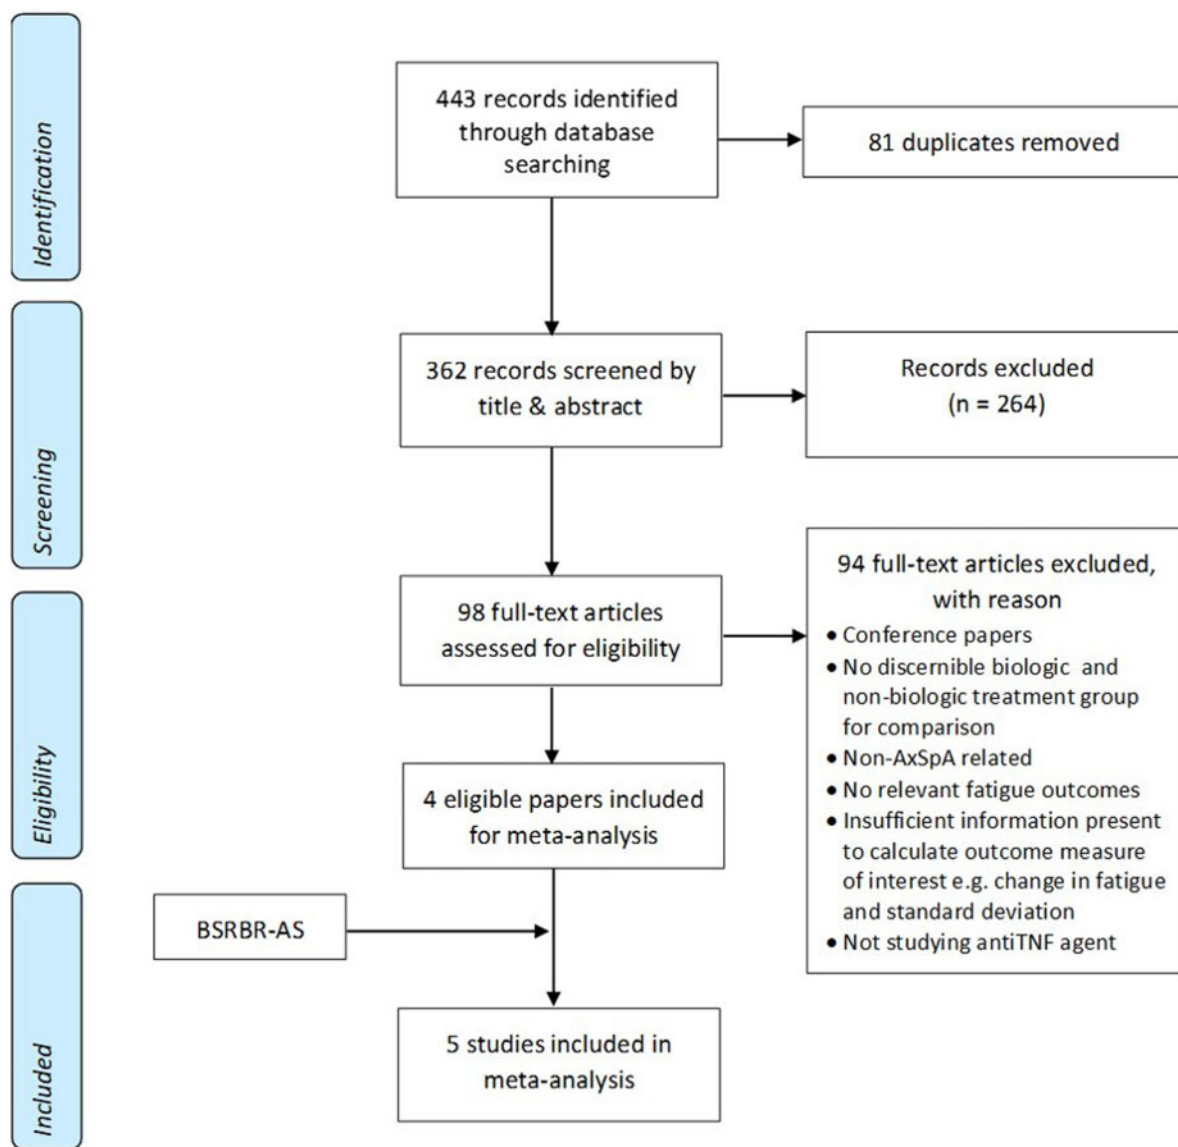 Identification
443 records identified
through database
searching
81 duplicates removed
Screening
362 records screened by
title & abstract
Records excluded
(n = 264)
98 full-text articles
assessed for eligibility
94 full-text articles excluded,
with reason
• Conference papers
• No discernible biologic and
non-biologic treatment group
for comparison
• Non-AxSpA related
• No relevant fatigue outcomes
• Insufficient information present
to calculate outcome measure
of interest e.g. change in fatigue
and standard deviation
• Not studying antiTNF agent
Eligibility
4 eligible papers included
for meta-analysis
BSRBR-AS
Included
5 studies included in
meta-analysis